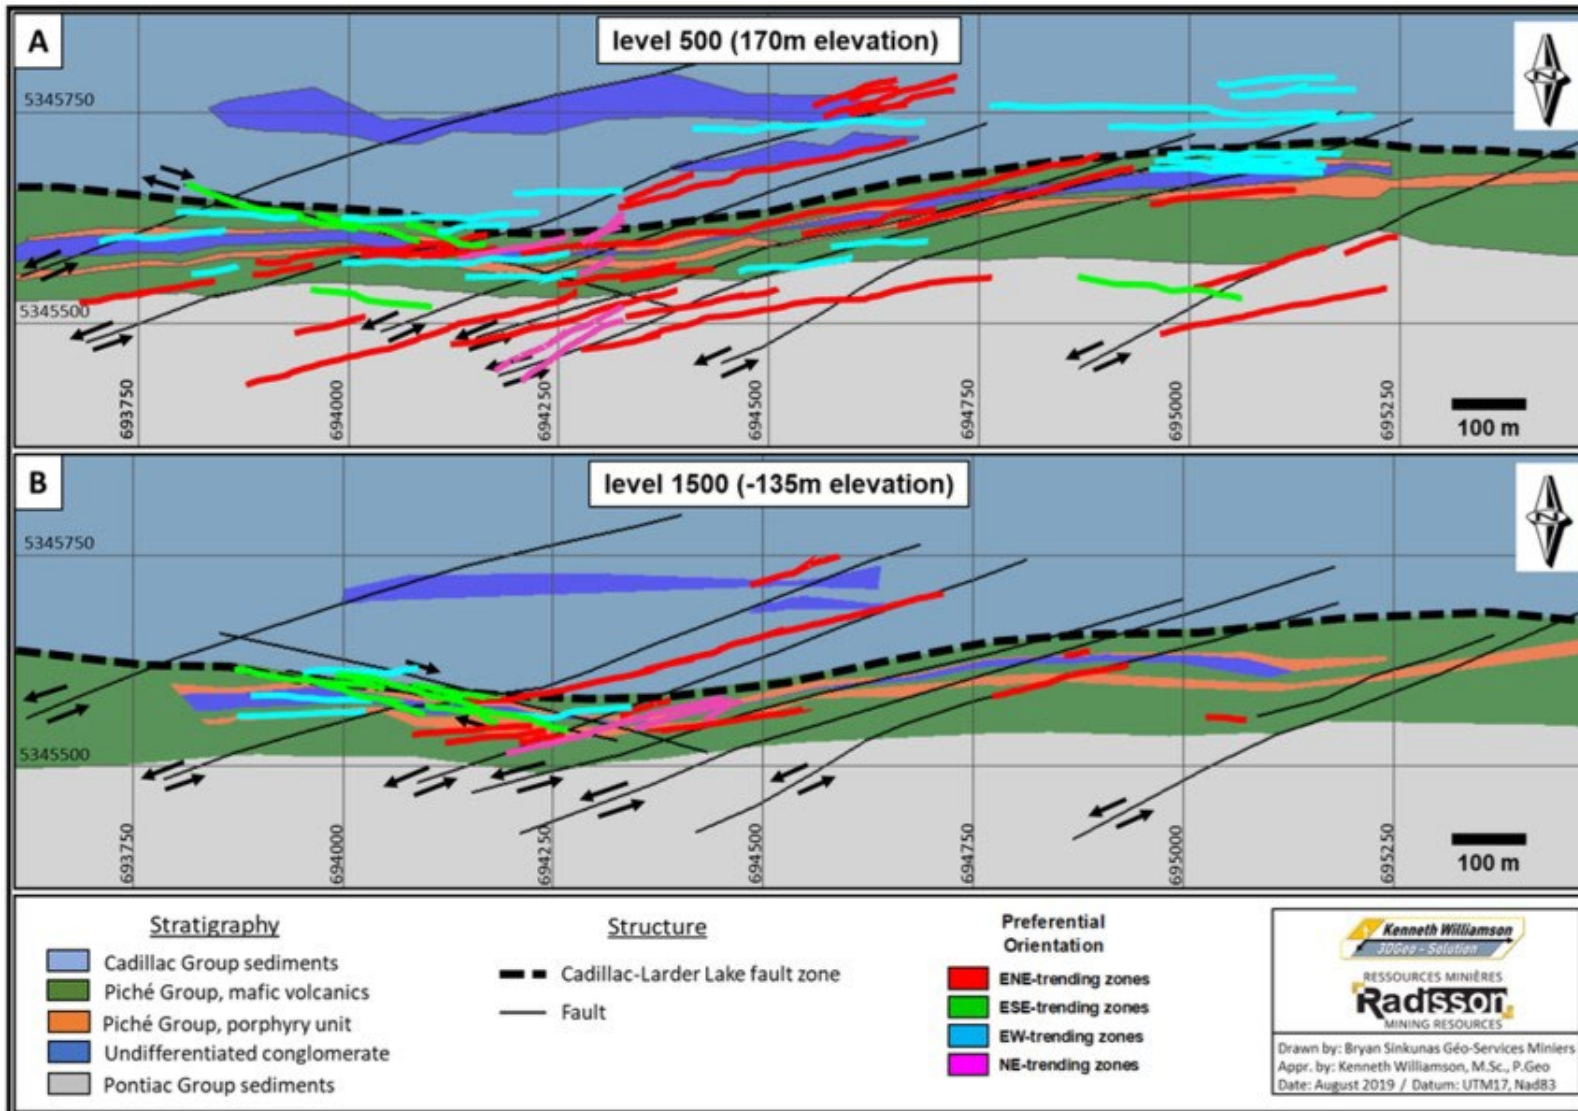 A
level 500 (170m elevation)
N
5345750
5345500
693750
694000
694250
694500
694750
695000
695250
100 m
B
level 1500 (-135m elevation)
N
5345750
5345500
693750
694000
694250
694500
694750
695000
695250
100 m
Stratigraphy
Cadillac Group sediments
Piché Group, mafic volcanics
Piché Group, porphyry unit
Undifferentiated conglomerate
Pontiac Group sediments
Structure
Cadillac-Larder Lake fault zone
Fault
Preferential
Orientation
ENE-trending zones
ESE-trending zones
EW-trending zones
NE-trending zones
Kenneth Williamson
3DGeo - Solution
RESSOURCES MINIÈRES
Radisson
MINING RESOURCES
Drawn by: Bryan Sinkunas Géo-Services Miniers
Appr. by: Kenneth Williamson, M.Sc., P.Geo
Date: August 2019 / Datum: UTM17, Nad83